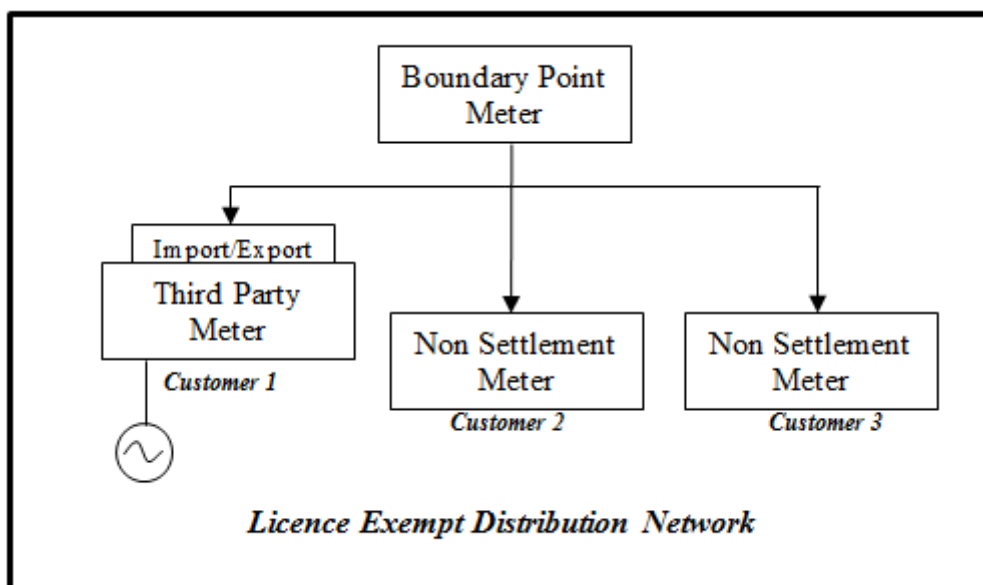 Boundary Point
Meter
Import/Export
Third Party
Meter
Customer 1
Non Settlement
Meter
Customer 2
Non Settlement
Meter
Customer 3
Licence Exempt Distribution Network